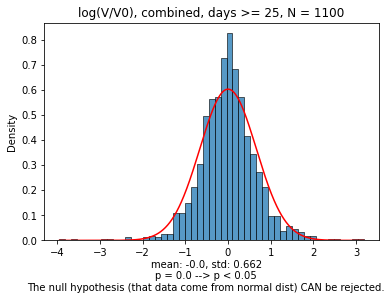 log(V/V0), combined, days >= 25, N = 1100
Density
0.8
0.7
0.6
0.5
0.4
0.3
0.2
0.1
0.0
−4 −3 −2 −1 0 1 2 3
mean: -0.0, std: 0.662
p = 0.0 --> p < 0.05
The null hypothesis (that data come from normal dist) CAN be rejected.